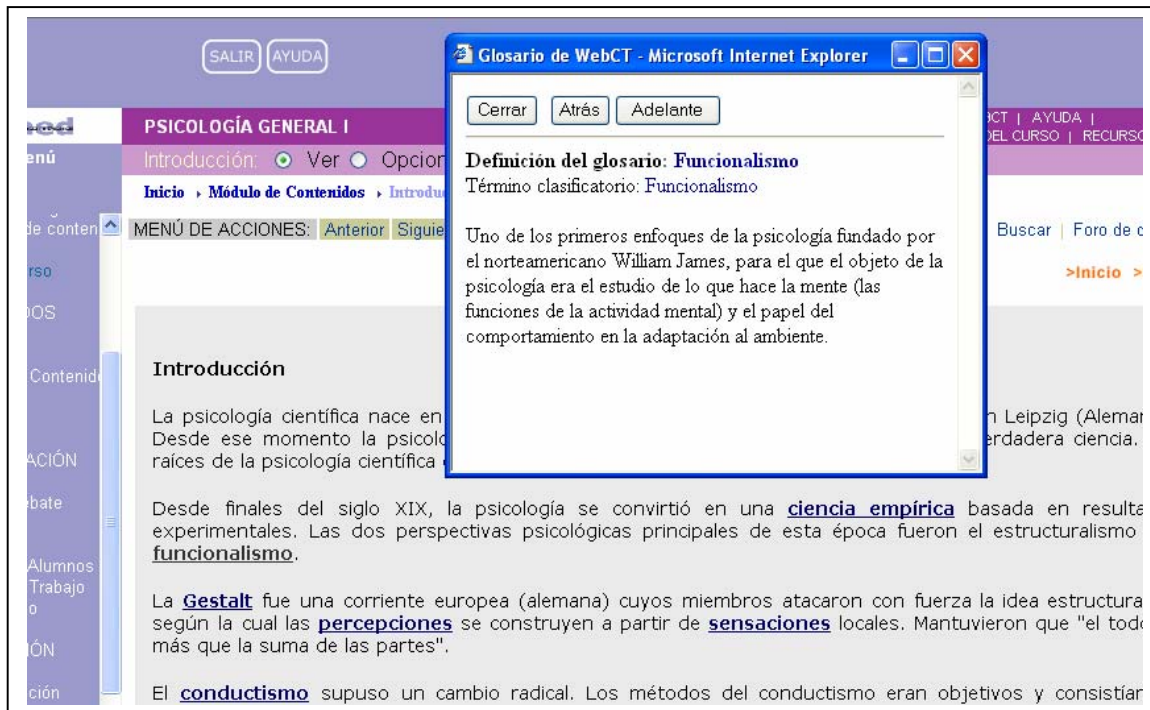 SALIR AYUDA
Glosario de WebCT - Microsoft Internet Explorer
Cerrar Atrás Adelante
Definición del glosario: Funcionalismo
Término clasificatorio: Funcionalismo
Uno de los primeros enfoques de la psicología fundado por
el norteamericano William James, para el que el objeto de la
psicología era el estudio de lo que hace la mente (las
funciones de la actividad mental) y el papel del
comportamiento en la adaptación al ambiente.
PSICOLOGÍA GENERAL I
AYUDA |
DEL CURSO | RECURSO
Introducción: Ver Opcion
Inicio Módulo de Contenidos Introdu
MENÚ DE ACCIONES: Anterior Siguie
Buscar | Foro de c
>Inicio >
enú
de conten
rso
DOS
Contenid
ACIÓN
bate
Alumnos
Trabajo
o
IÓN
ción
Introducción
La psicología científica nace en
n Leipzig (Aleman
Desde ese momento la psicolo
erdadera ciencia.
raíces de la psicología científica
Desde finales del siglo XIX, la psicología se convirtió en una ciencia empírica basada en resulta
experimentales. Las dos perspectivas psicológicas principales de esta época fueron el estructuralismo
funcionalismo.
La Gestalt fue una corriente europea (alemana) cuyos miembros atacaron con fuerza la idea estructura
según la cual las percepciones se construyen a partir de sensaciones locales. Mantuvieron que "el todo
más que la suma de las partes".
El conductismo supuso un cambio radical. Los métodos del conductismo eran objetivos y consistían